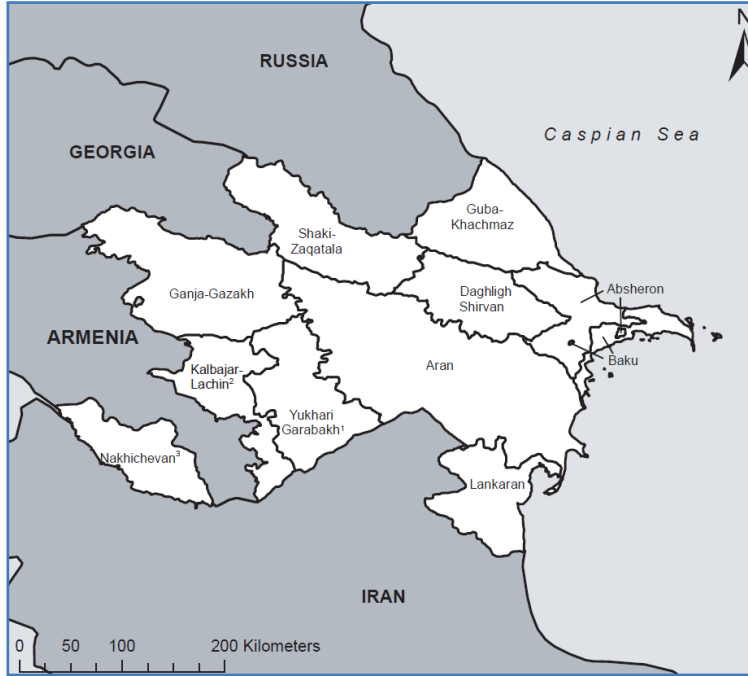 N
RUSSIA
Caspian Sea
GEORGIA
Guba-
Khachmaz
Shaki-
Zaqatala
Ganja-Gazakh
Daghligh
Shirvan
Absheron
ARMENIA
Baku
Kalbajar-
Lachin²
Aran
Yukhari
Garabakh¹
Nakhichevan³
Lankaran
IRAN
0 50 100 200 Kilometers